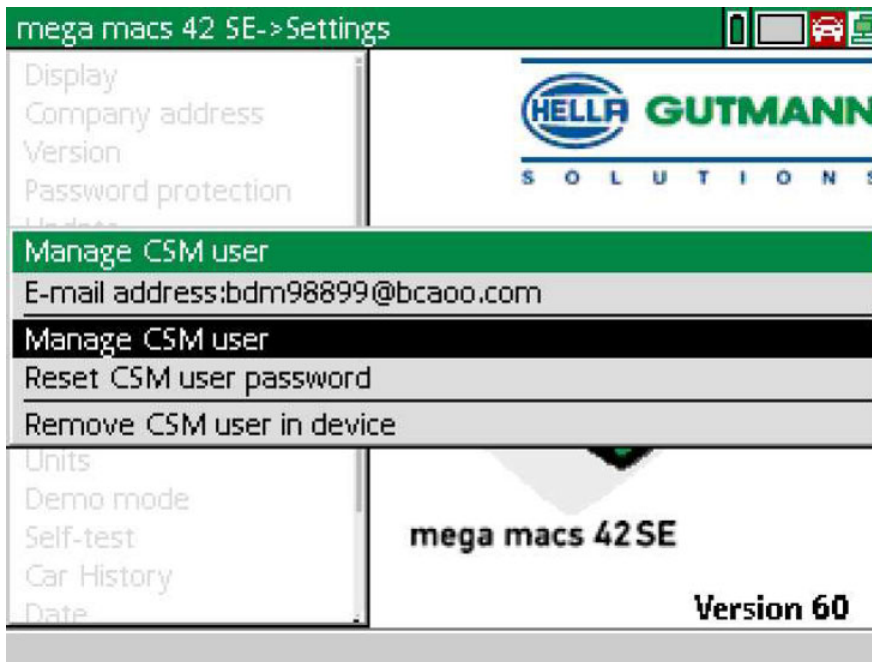 mega macs 42 SE->Settings
Display
Company address
Version
Password protection
Update
HELLA GUTMANN
SOLUTIONS
Manage CSM user
E-mail address:bdm98899@bcaoo.com
Manage CSM user
Reset CSM user password
Remove CSM user in device
Units
Demo mode
Self-test
Car History
Date
mega macs 42SE
Version 60